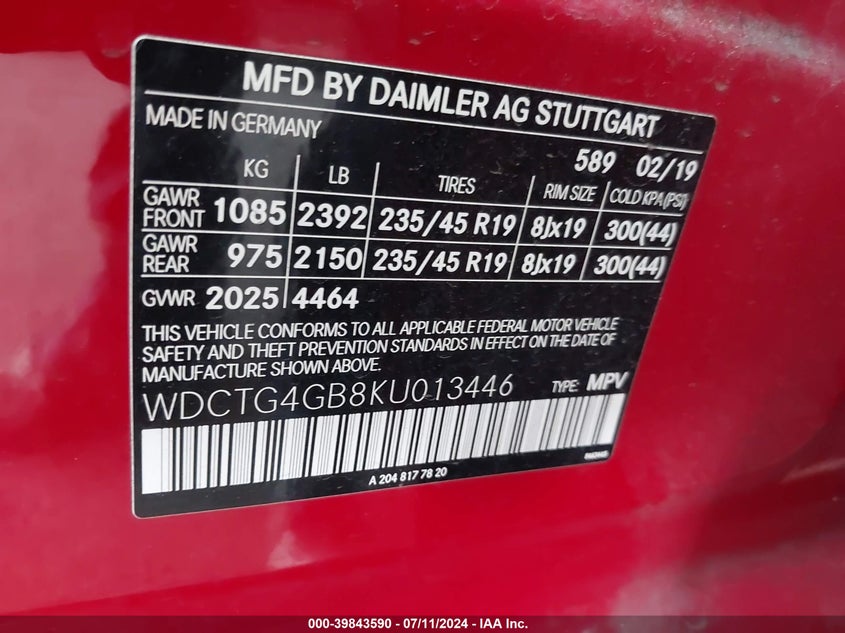 MFD BY DAIMLER AG STUTTGART
MADE IN GERMANY
589 02/19
KG LB TIRES RIM SIZE COLD KPA(PSI)
GAWR FRONT 1085 2392 235/45 R19 8Jx19 300(44)
GAWR REAR 975 2150 235/45 R19 8Jx19 300(44)
GVWR 2025 4464
THIS VEHICLE CONFORMS TO ALL APPLICABLE FEDERAL MOTOR VEHICLE
SAFETY AND THEFT PREVENTION STANDARDS IN EFFECT ON THE DATE OF
MANUFACTURE SHOWN ABOVE.
WDCTG4GB8KU013446 TYPE: MPV
A 204 817 78 20
000-39843590 - 07/11/2024 - IAA Inc.